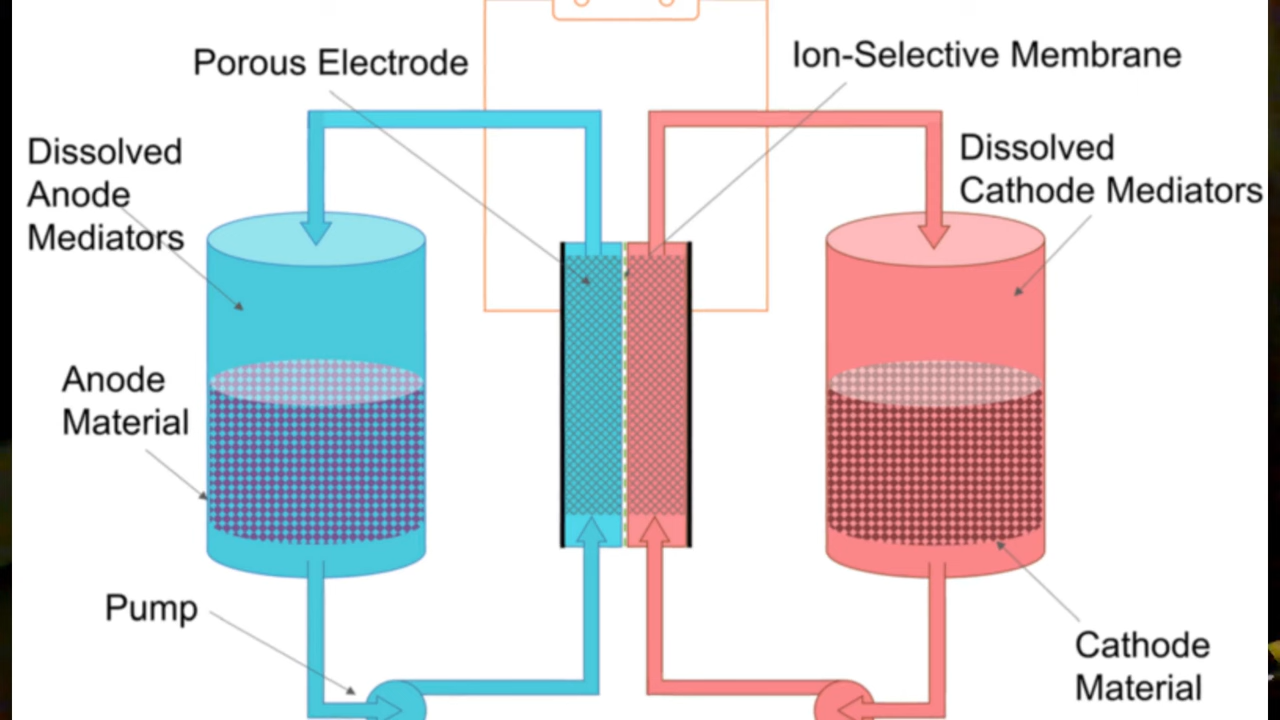 Porous Electrode
Ion-Selective Membrane
Dissolved
Anode
Mediators
Dissolved
Cathode Mediators
Anode
Material
Pump
Cathode
Material